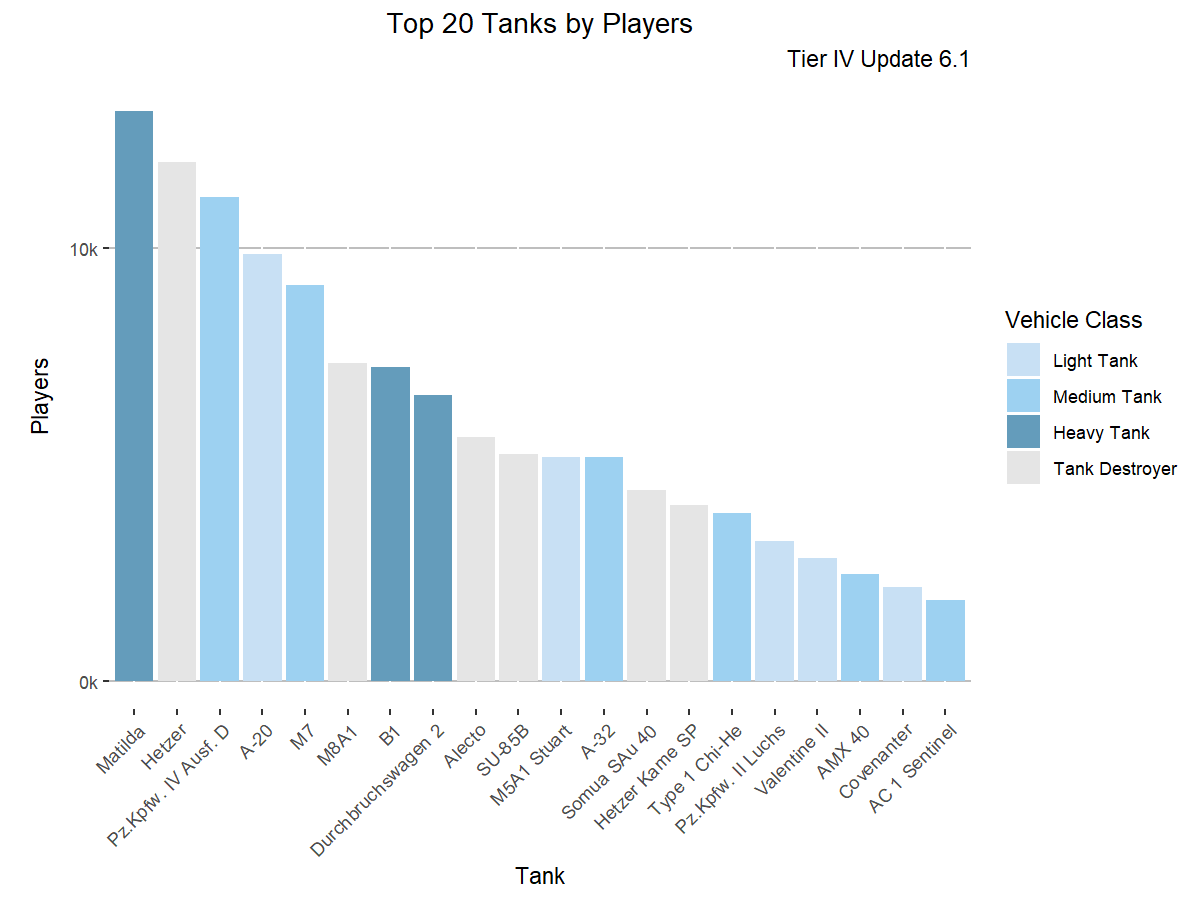 Top 20 Tanks by Players
Tier IV Update 6.1
10k
0k
Players
Matilda
Hetzer
Pz.Kpfw. IV Ausf. D
A-20
M7
M8A1
B1
Durchbruchswagen 2
Alecto
SU-85B
M5A1 Stuart
A-32
Somua SAu 40
Hetzer Kame SP
Type 1 Chi-He
Pz.Kpfw. II Luchs
Valentine II
AMX 40
Covenanter
AC 1 Sentinel
Tank
Vehicle Class
Light Tank
Medium Tank
Heavy Tank
Tank Destroyer